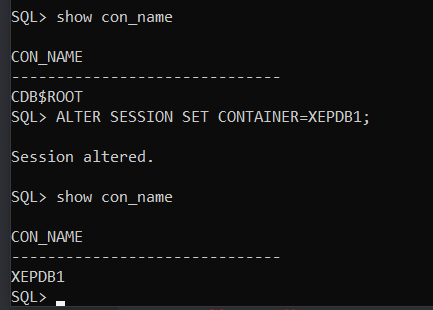 SQL> show con_name
CON_NAME
------------------------------
CDB$ROOT
SQL> ALTER SESSION SET CONTAINER=XEPDB1;
Session altered.
SQL> show con_name
CON_NAME
------------------------------
XEPDB1
SQL>